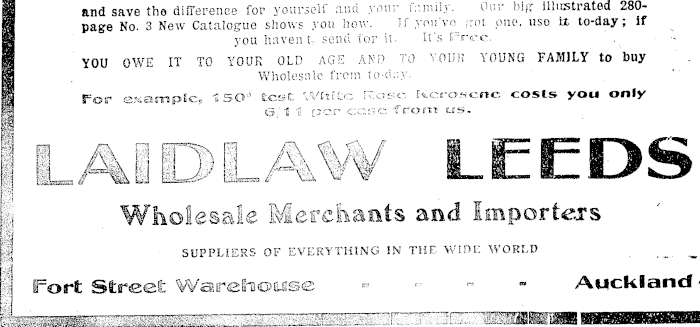 and save the difference for yourself and your family. Our big illustrated 280-
page No. 3 New Catalogue shows you how. If you've got one, use it to-day; if
you haven't, send for it. It's Free.
YOU OWE IT TO YOUR OLD AGE AND TO YOUR YOUNG FAMILY to buy
Wholesale from to-day.
For example, 150° test White Rose Kerosene costs you only
6/11 per case from us.
LAIDLAW LEEDS
Wholesale Merchants and Importers
SUPPLIERS OF EVERYTHING IN THE WIDE WORLD
Fort Street Warehouse - - - - Auckland